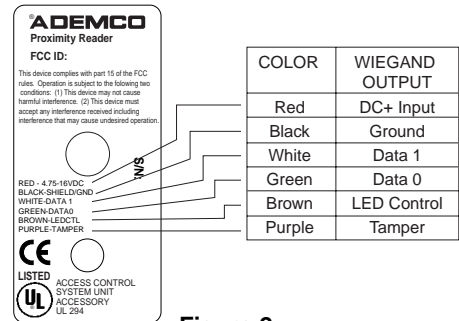 ADEMCO
Proximity Reader
FCC ID:
This device complies with part 15 of the FCC
rules. Operation is subject to the following two
conditions: (1) This device may not cause
harmful interference. (2) This device must
accept any interference received including
interference that may cause undesired operation.
S/N
RED - 4.75-16VDC
BLACK-SHIELD/GND
WHITE-DATA 1
GREEN-DATA0
BROWN-LEDCTL
PURPLE-TAMPER
CE
LISTED
UL
ACCESS CONTROL
SYSTEM UNIT
ACCESSORY
UL 294
COLOR WIEGAND OUTPUT
Red DC+ Input
Black Ground
White Data 1
Green Data 0
Brown LED Control
Purple Tamper